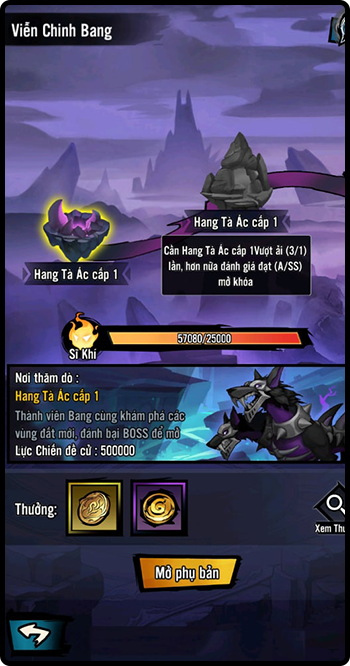 Viễn Chinh Bang
Hang Tà Ác cấp 1
Hang Tà Ác cấp 1
Cần Hang Tà Ác cấp 1Vượt ải (3/1)
lần, hơn nữa đánh giá đạt (A/SS)
mở khóa
57080/25000
Sĩ Khí
Nơi thăm dò :
Hang Tà Ác cấp 1
Thành viên Bang cùng khám phá các
vùng đất mới, đánh bại BOSS để mở
Lực Chiến đề cử : 500000
Thưởng:
Xem Thư
Mở phụ bản